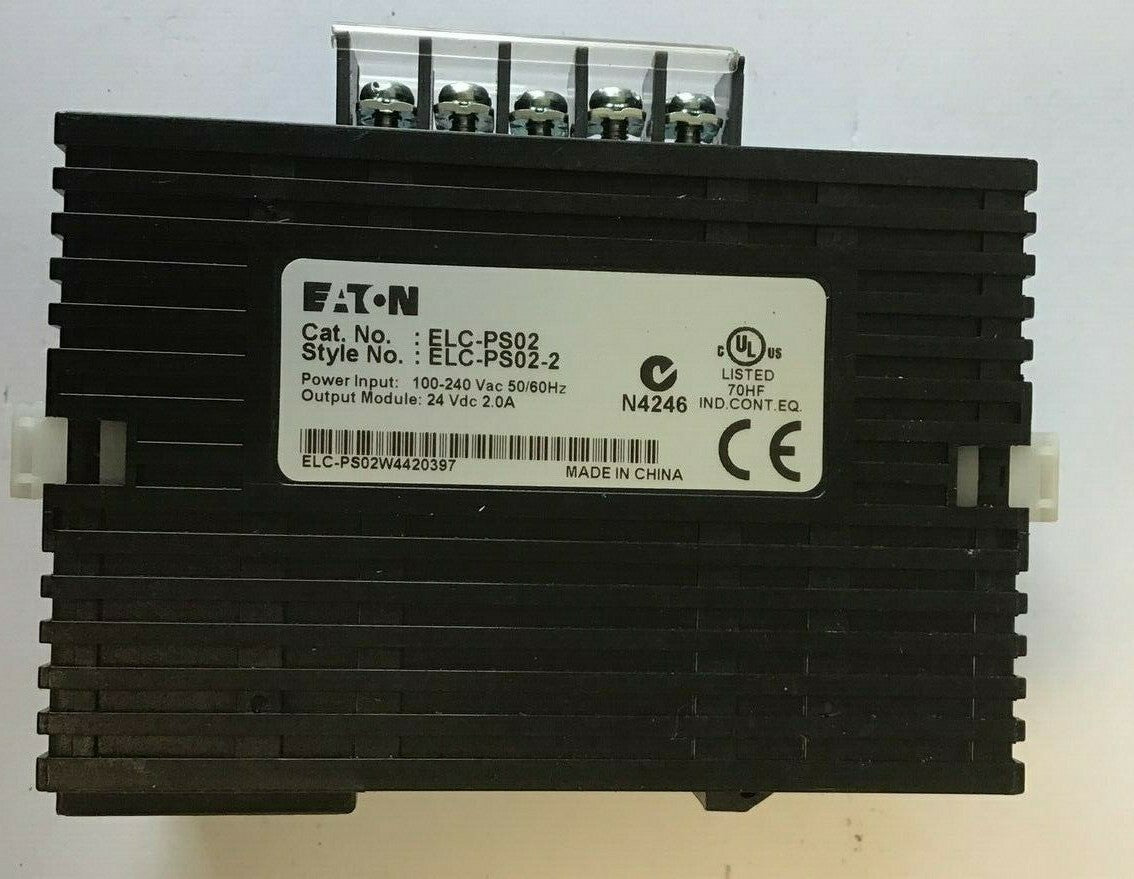 EATON
Cat. No. : ELC-PS02
Style No. : ELC-PS02-2
Power Input: 100-240 Vac 50/60Hz
Output Module: 24 Vdc 2.0A
ELC-PS02W4420397
MADE IN CHINA
N4246
C UL US
LISTED
70HF
IND.CONT.EQ.
CE